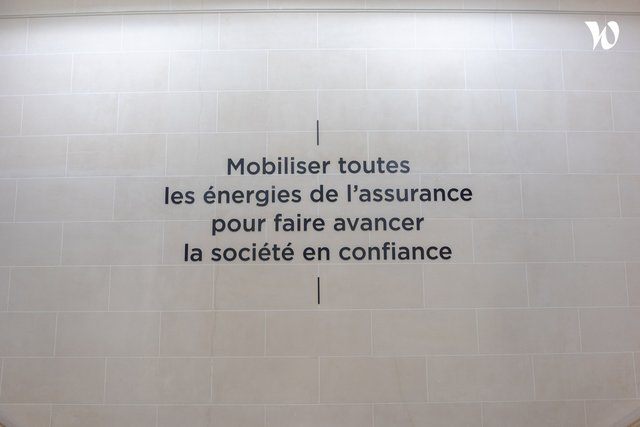 Mobiliser toutes
les énergies de l’assurance
pour faire avancer
la société en confiance